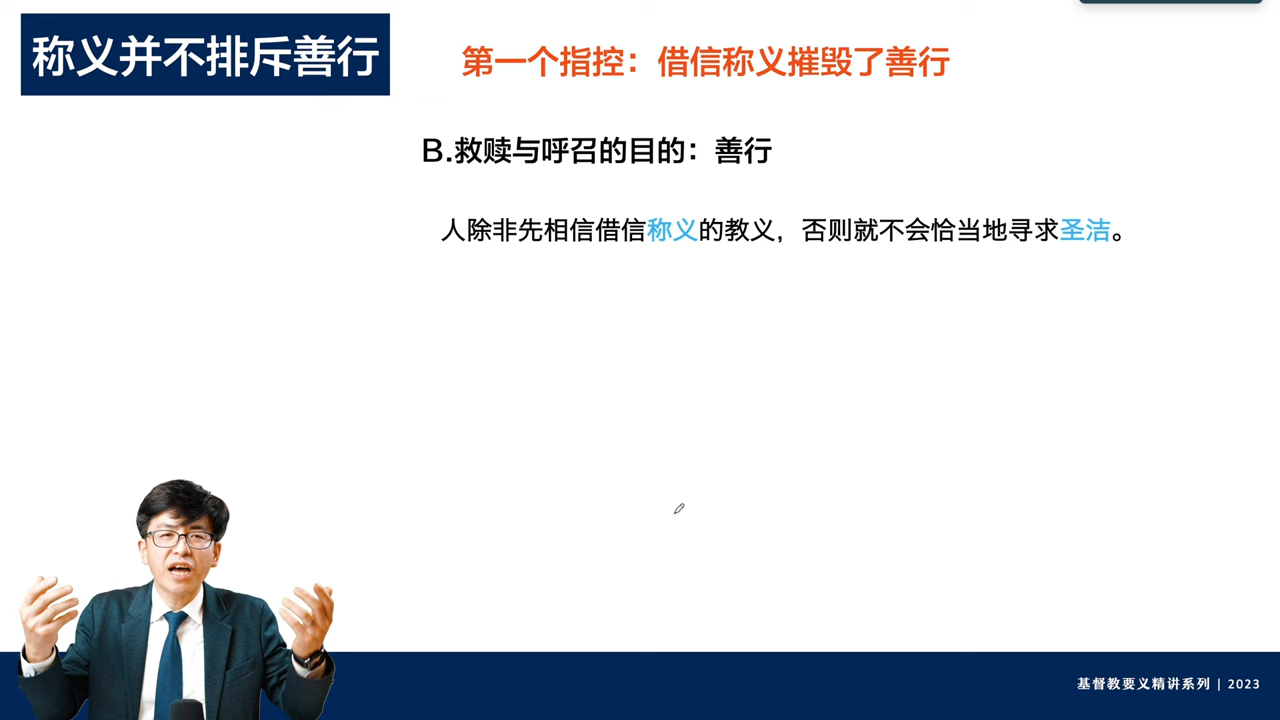 称义并不排斥善行
第一个指控：借信称义摧毁了善行
B.救赎与呼召的目的：善行
人除非先相信借信称义的教义，否则就不会恰当地寻求圣洁。
基督教要义精讲系列 | 2023